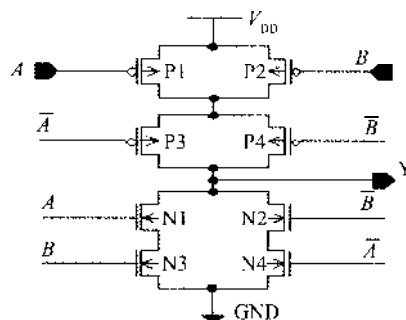 V_DD
A P1 P2 B
A̅ P3 P4 B̅
Y
A N1 N2 B̅
B N3 N4 A̅
GND